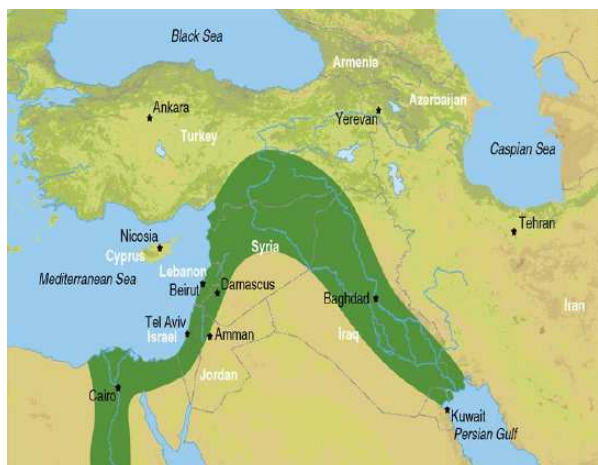 Black Sea
Armenia
Ankara
Yerevan
Azerbaijan
Turkey
Caspian Sea
Tehran
Nicosia
Cyprus
Syria
Mediterranean Sea
Lebanon
Beirut
Damascus
Baghdad
Iran
Tel Aviv
Israel
Amman
Iraq
Jordan
Cairo
Kuwait
Persian Gulf